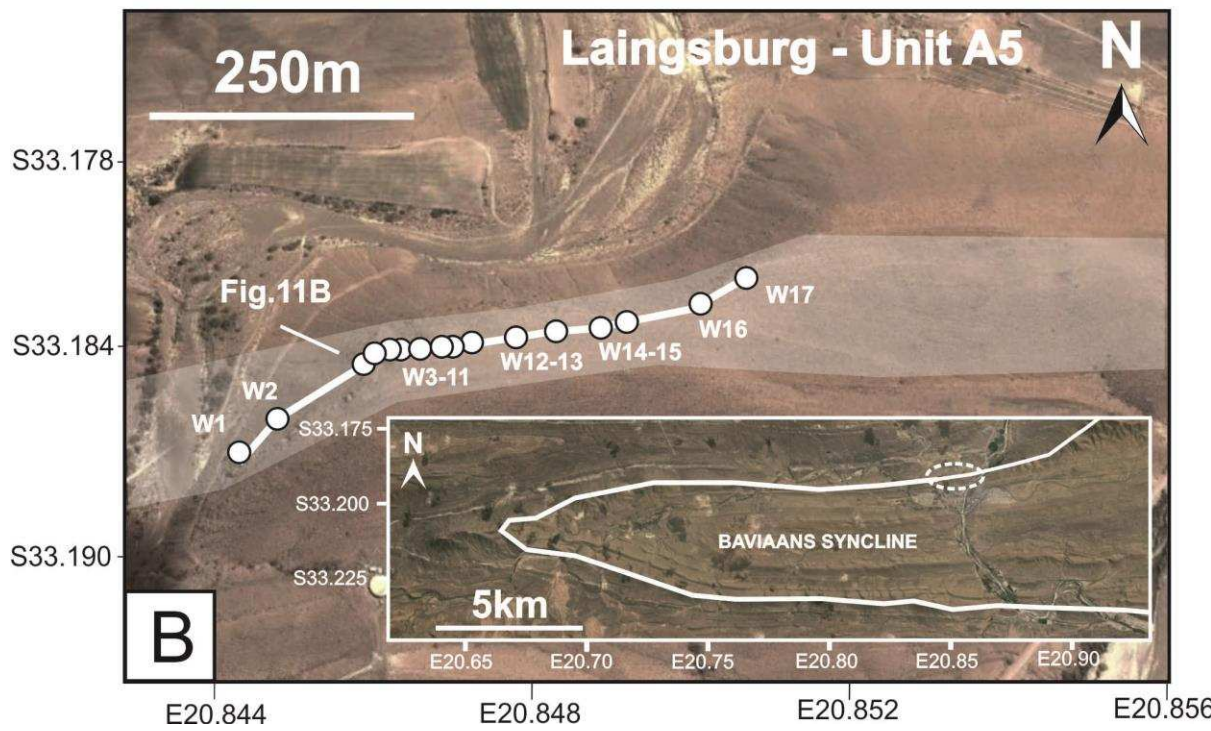 Laingsburg - Unit A5
N
250m
S33.178
Fig.11B
W17
W16
S33.184
W14-15
W12-13
W3-11
W2
W1
S33.175
N
S33.200
BAVIAANS SYNCLINE
S33.190
S33.225
5km
B
E20.65
E20.70
E20.75
E20.80
E20.85
E20.90
E20.844
E20.848
E20.852
E20.856